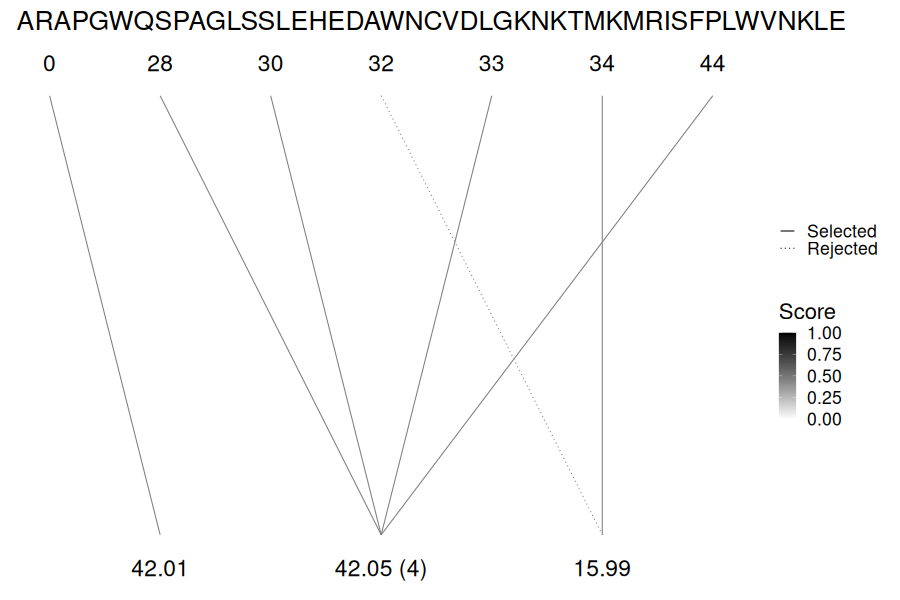 ARAPGWQSPAGLSSLEHEDAWNCVDLGKNKTMKMRISFPLWVNKLE
0 28 30 32 33 34 44
Selected
Rejected
Score
1.00
0.75
0.50
0.25
0.00
42.01 42.05 (4) 15.99